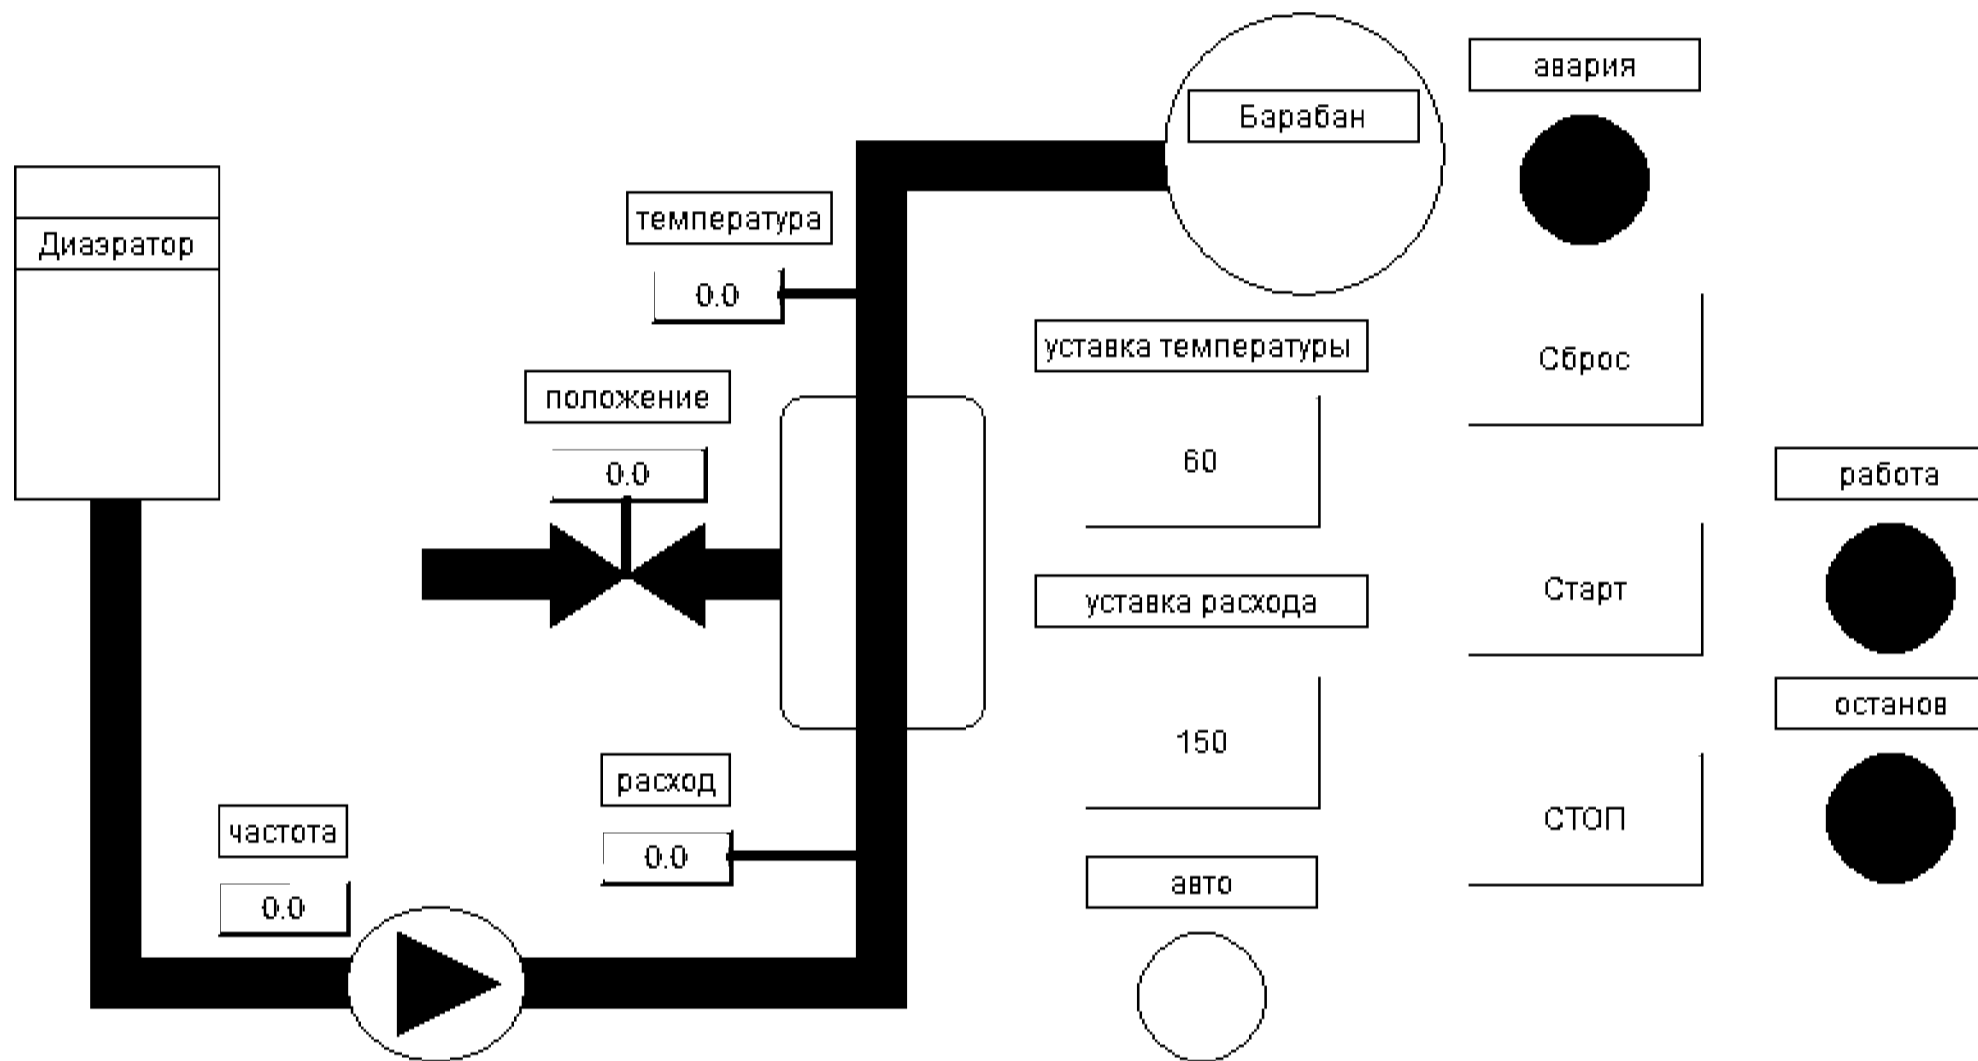 авария
Барабан
температура
Диаэратор
0.0
уставка температуры
Сброс
положение
0.0
60
работа
Старт
уставка расхода
останов
150
расход
СТОП
частота
0.0
авто
0.0